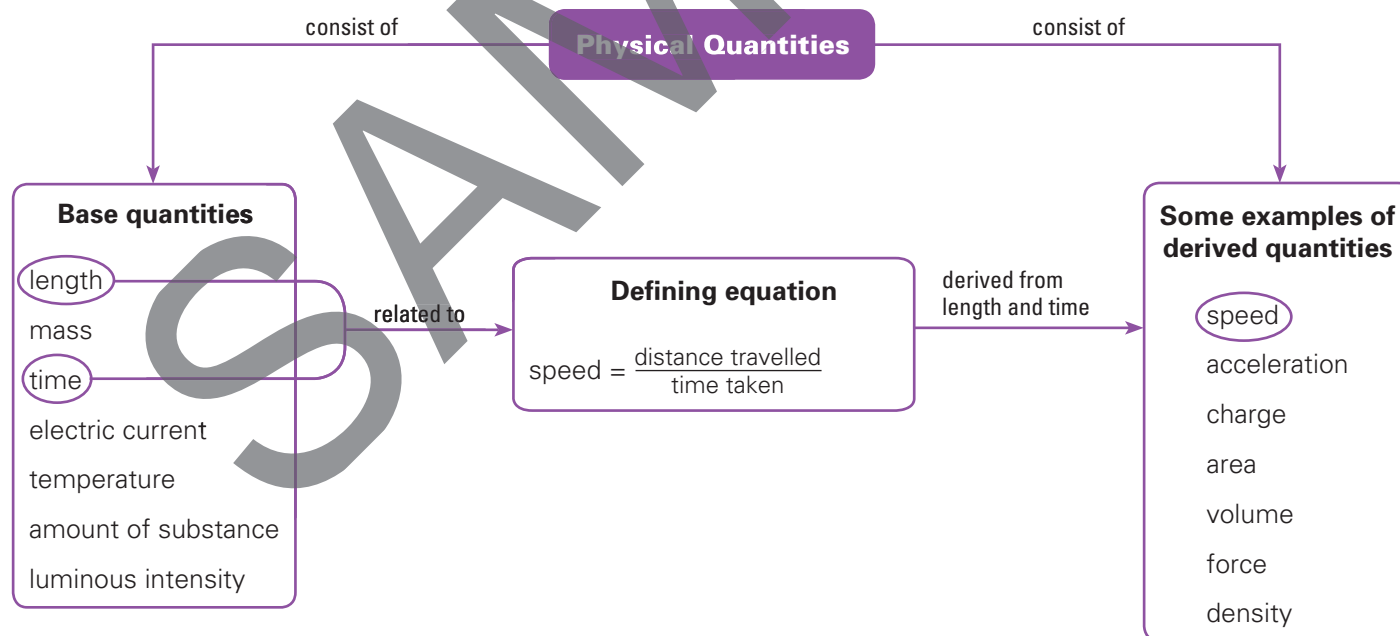 consist of
Physical Quantities
consist of
Base quantities
length
mass
time
electric current
temperature
amount of substance
luminous intensity
related to
Defining equation
speed = distance travelled
time taken
derived from
length and time
Some examples of
derived quantities
speed
acceleration
charge
area
volume
force
density